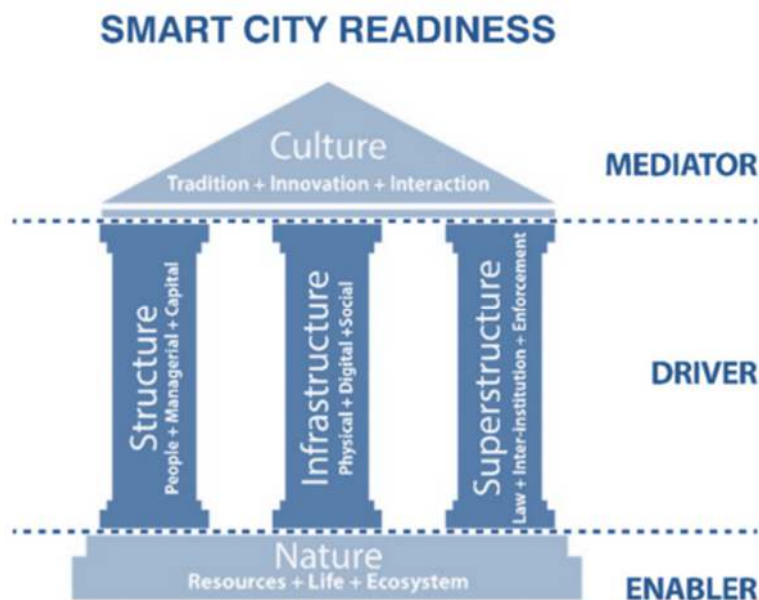 SMART CITY READINESS
Culture
Tradition + Innovation + Interaction
MEDIATOR
Structure
People + Managerial + Capital
Infrastructure
Physical + Digital +Social
Superstructure
Law + Inter-institution + Enforcement
DRIVER
Nature
Resources + Life + Ecosystem
ENABLER